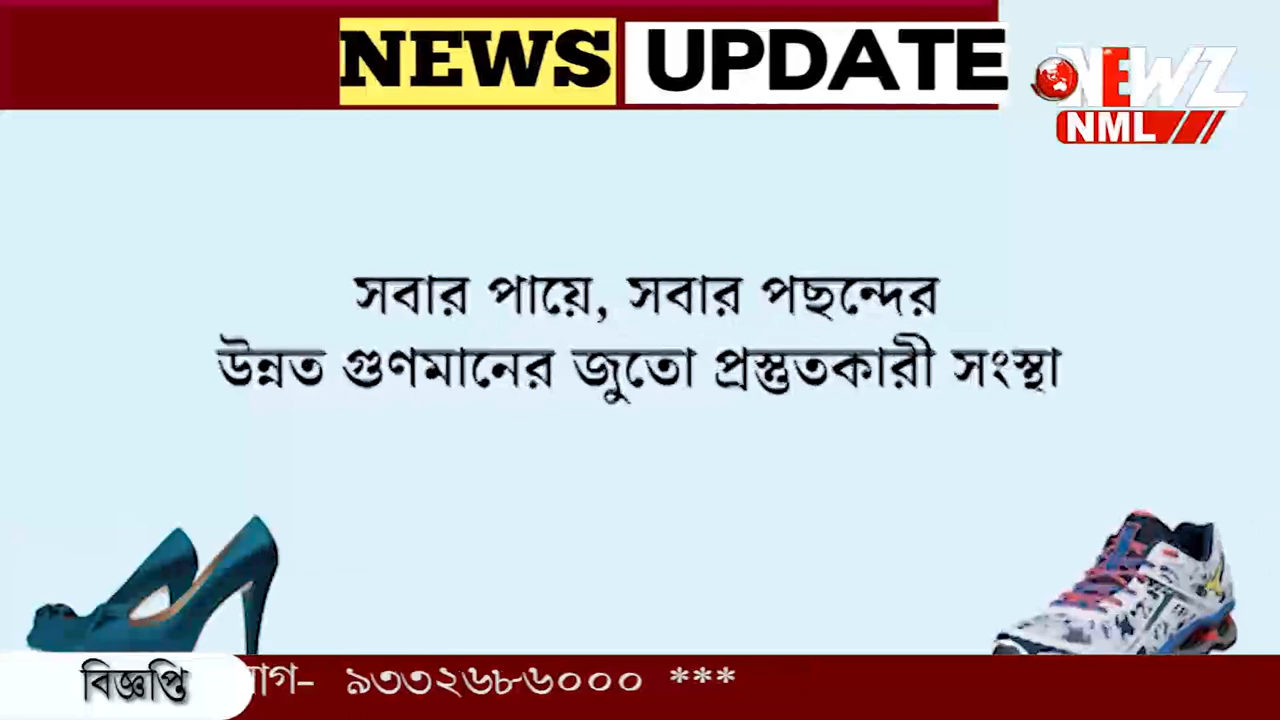 NEWS UPDATE
NEWZ
NML
সবার পায়ে, সবার পছন্দের
উন্নত গুণমানের জুতো প্রস্তুতকারী সংস্থা
বিজ্ঞপ্তি
৯৩৩২৬৮৬০০০ ***